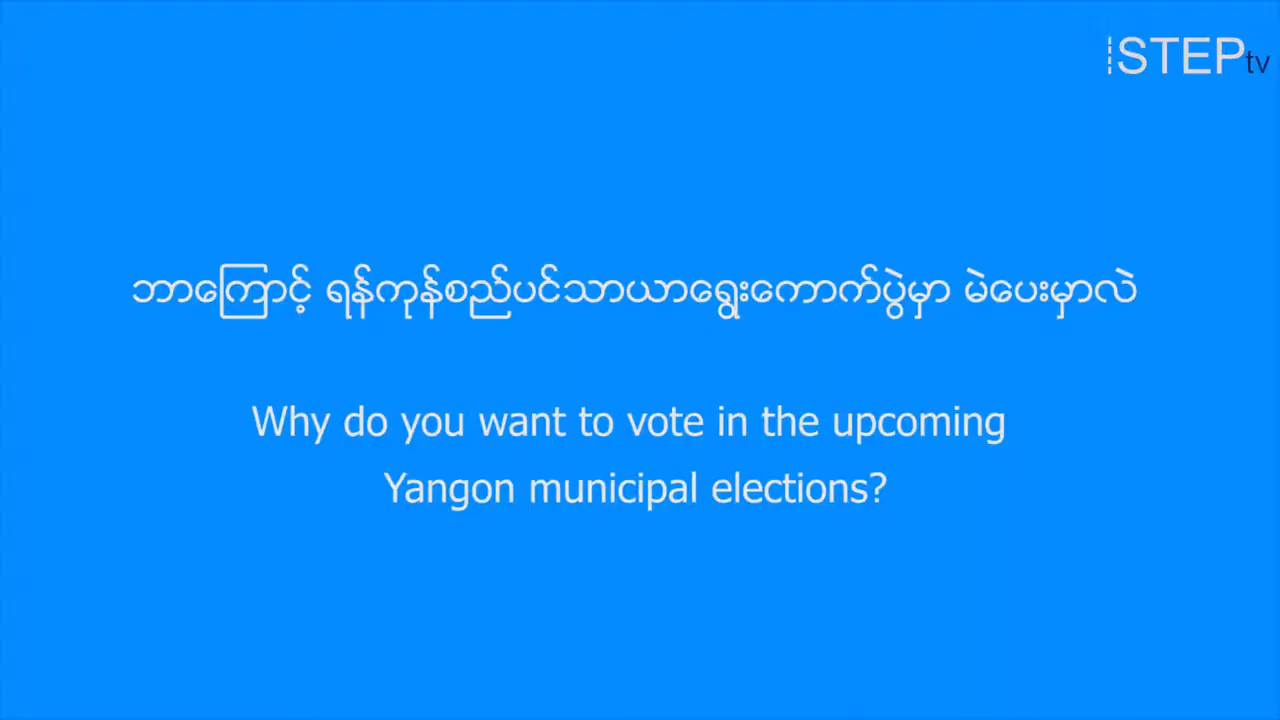 STEPtv
ဘာကြောင့် ရန်ကုန်စည်ပင်သာယာရွေးကောက်ပွဲမှာ မဲပေးမှာလဲ
Why do you want to vote in the upcoming
Yangon municipal elections?